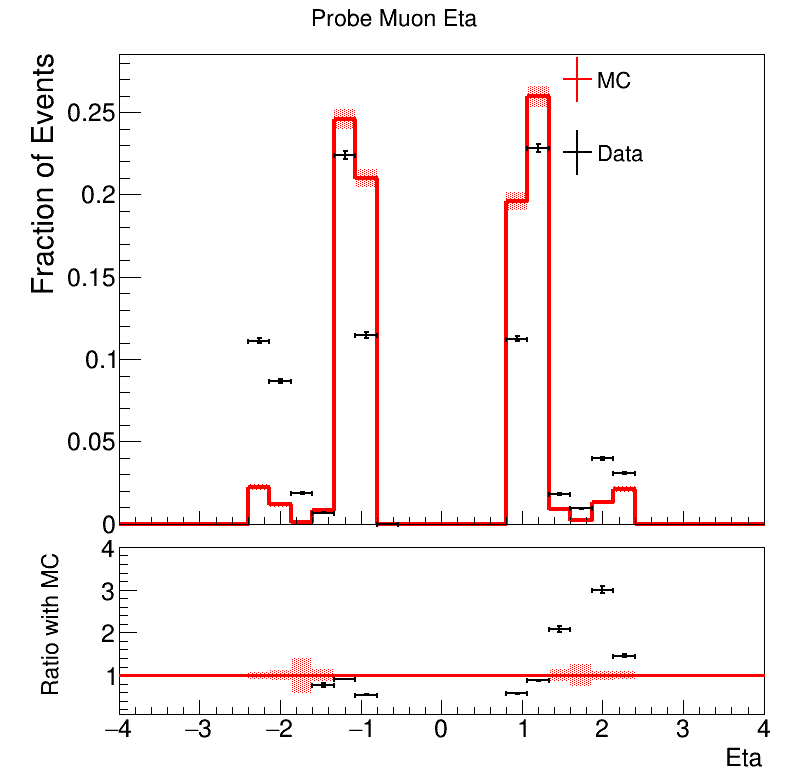 Probe Muon Eta
Fraction of Events
0.25
0.2
0.15
0.1
0.05
0
MC
Data
Ratio with MC
4
3
2
1
−4 −3 −2 −1 0 1 2 3 4
Eta